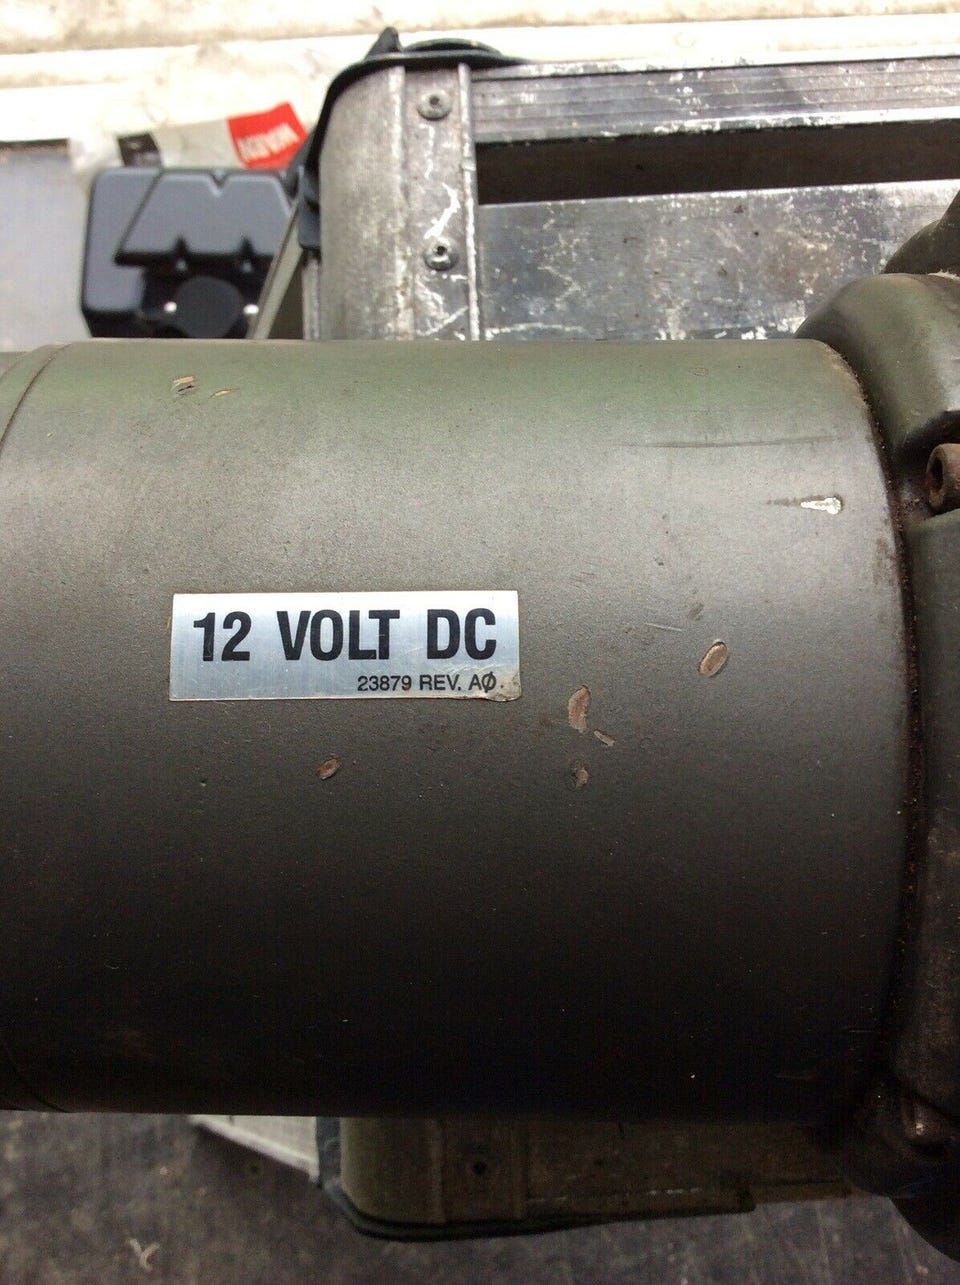 12 VOLT DC
23879 REV. AØ